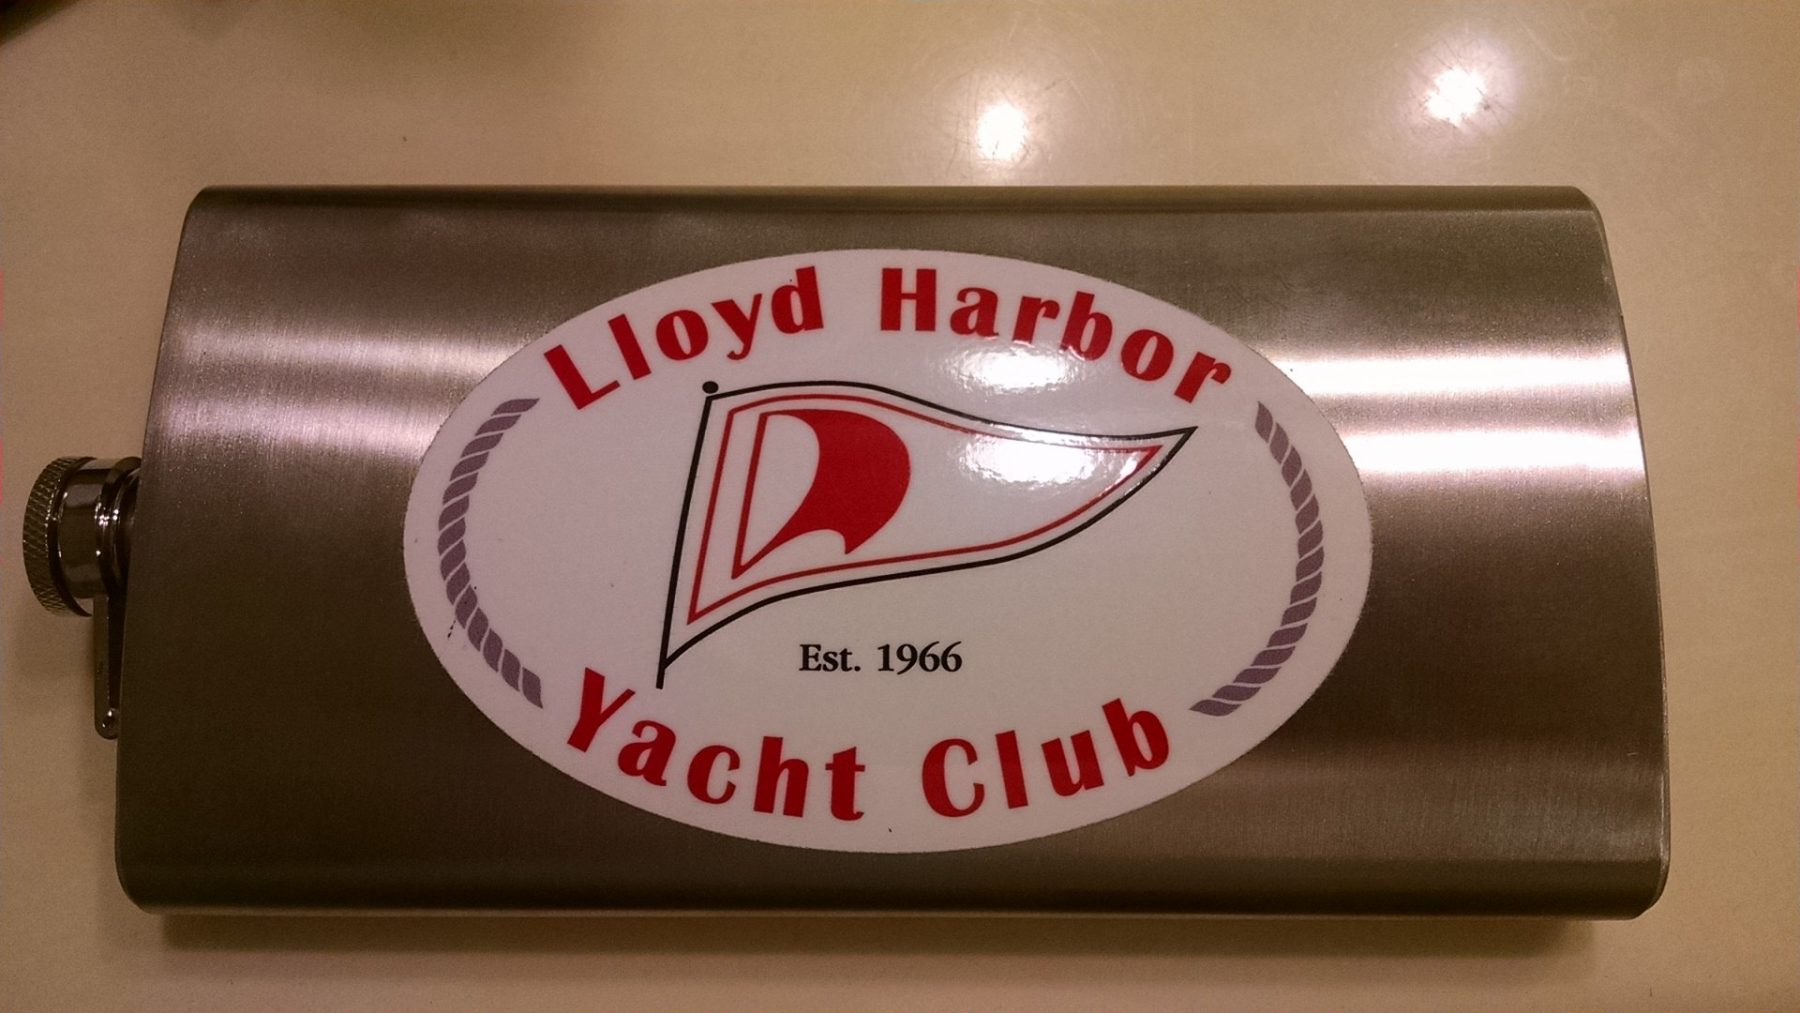 Lloyd Harbor
Est. 1966
Yacht Club